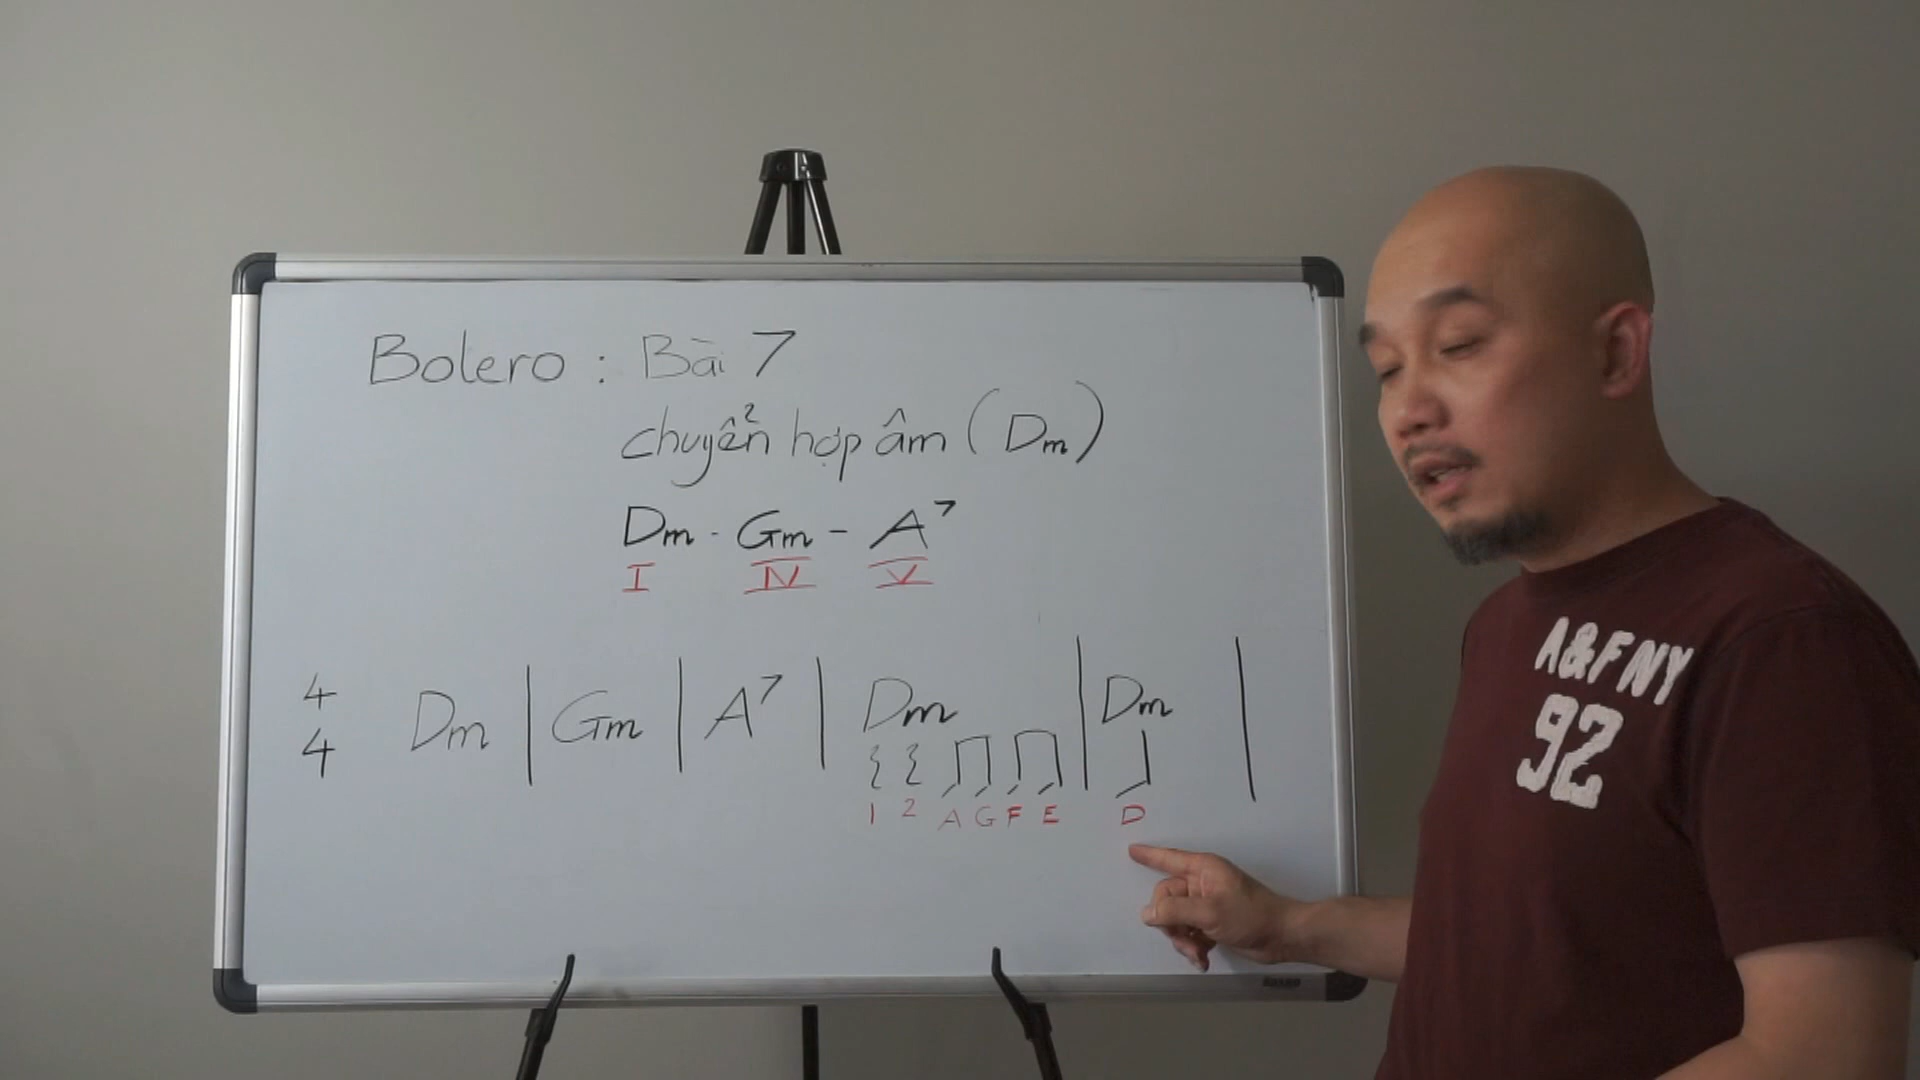 Bolero : Bài 7
chuyển hợp âm (Dm)
Dm - Gm - A7
I IV V
4 4 Dm | Gm | A7 | Dm | Dm |
1 2 A G F E D
A&F NY
92